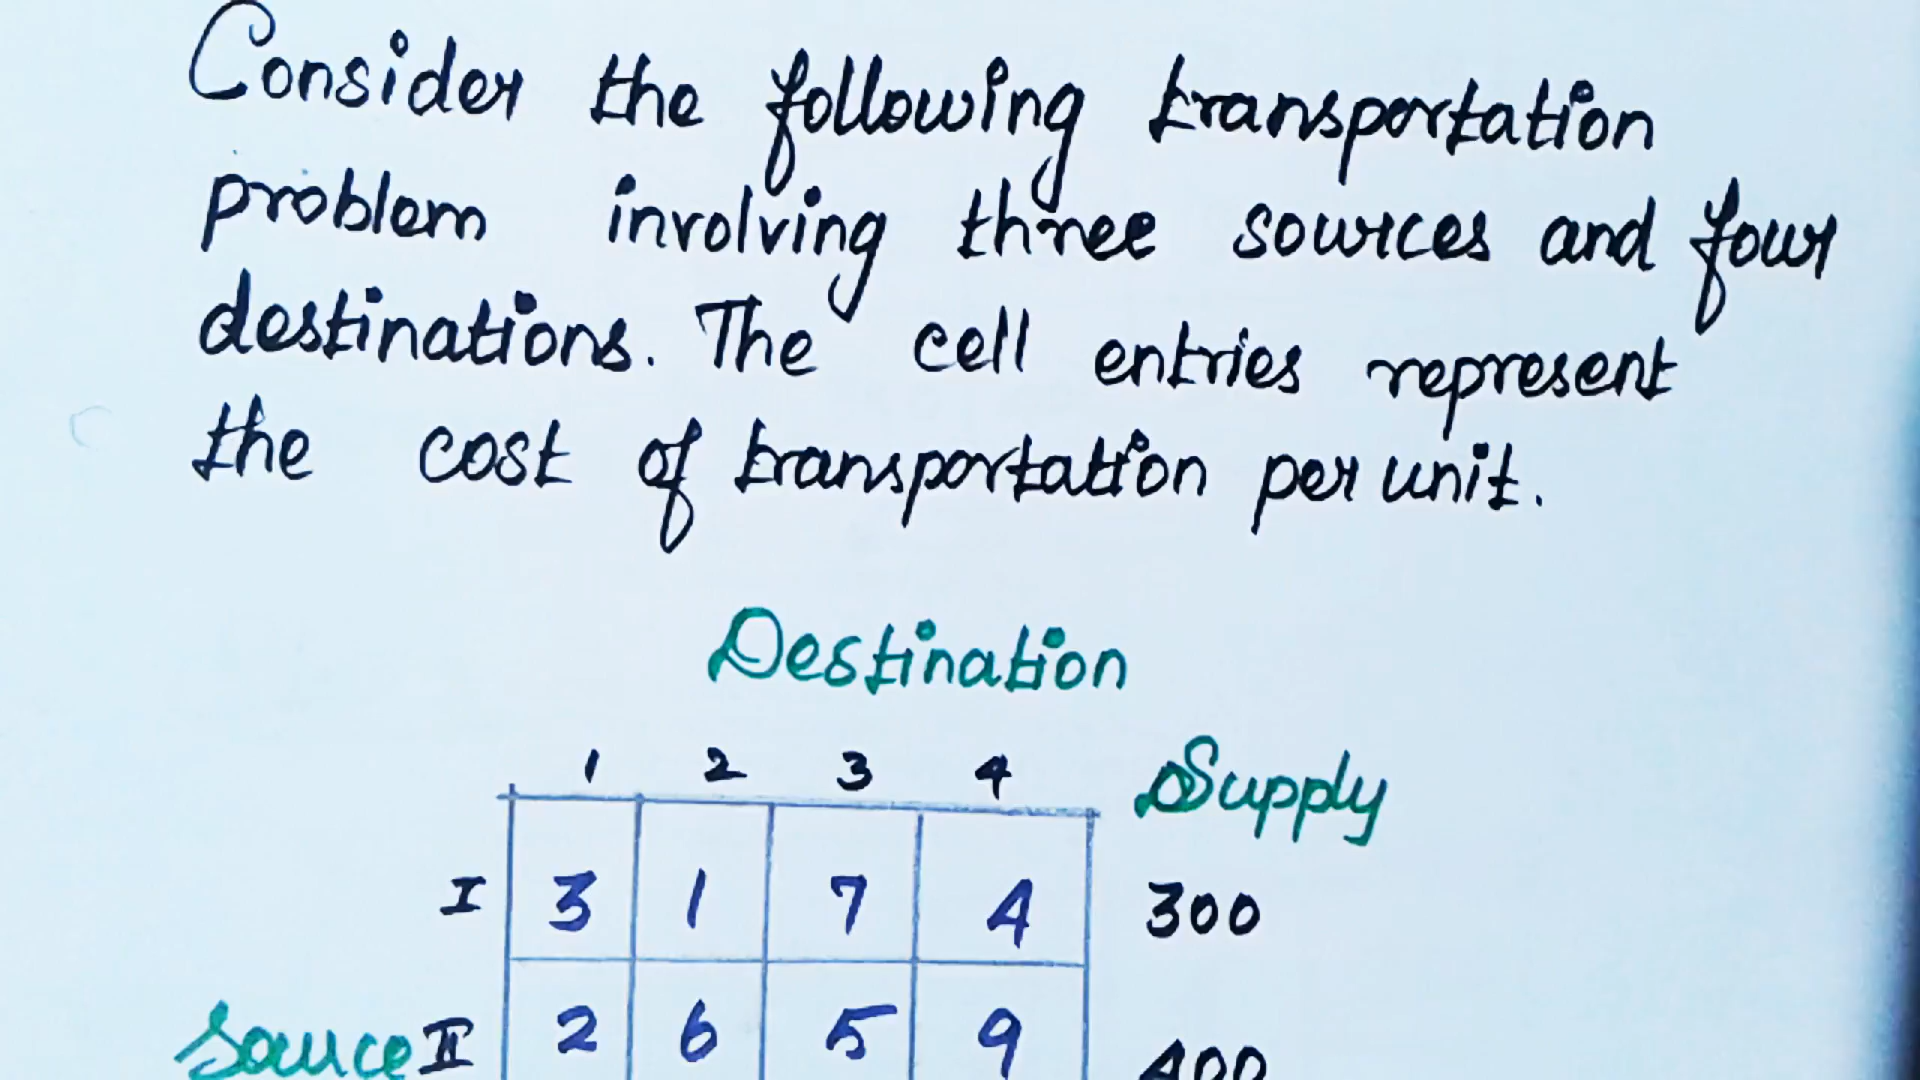 Consider the following transportation
problem involving three sources and four
destinations. The cell entries represent
the cost of transportation per unit.
Destination
1 2 3 4 Supply
I 3 1 7 4 300
Source II 2 6 5 9 400